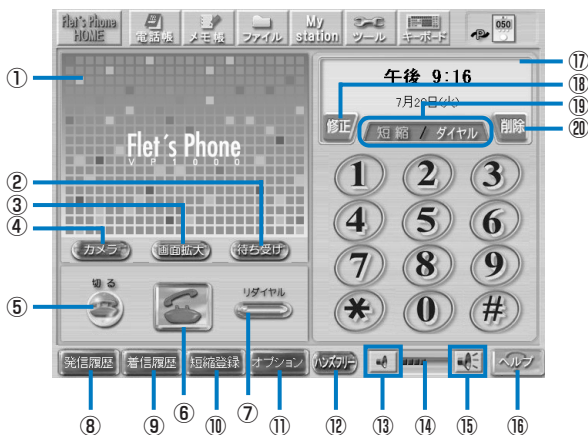 Flet's Phone
HOME
電話帳
メモ帳
ファイル
My
station
ツール
キーボード
050
①
⑰
午後 9:16
⑱
7月29日(火)
⑲
修正
短縮 / ダイヤル
削除
⑳
Flet's Phone
VP1000
1
2
3
②
③
④
4
5
6
カメラ
画面拡大
待ち受け
7
8
9
切る
リダイヤル
⑤
*
0
#
発信履歴
着信履歴
短縮登録
オプション
ハンズフリー
ヘルプ
⑧
⑨
⑩
⑥
⑦
⑪
⑫
⑬
⑭
⑮
⑯